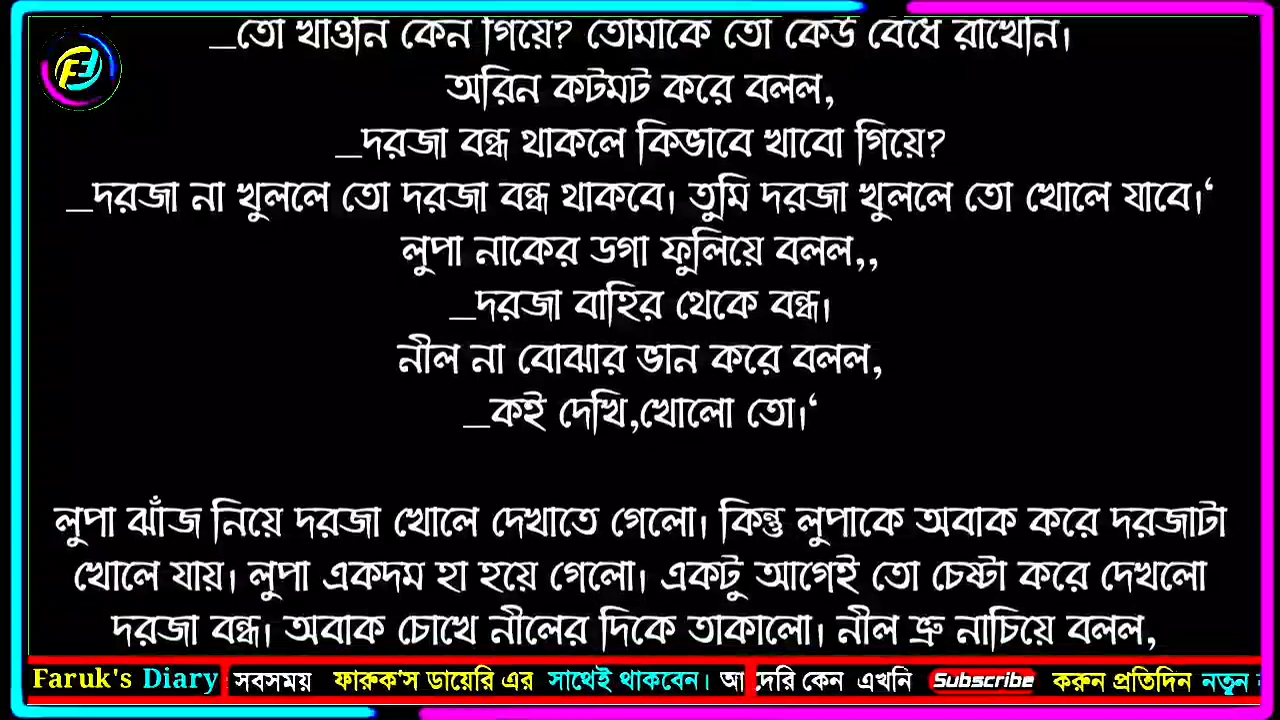 _তো খাওনি কেন গিয়ে? তোমাকে তো কেউ বেধে রাখেনি।
অরিন কটমট করে বলল,
_দরজা বন্ধ থাকলে কিভাবে খাবো গিয়ে?
_দরজা না খুললে তো দরজা বন্ধ থাকবে। তুমি দরজা খুললে তো খোলে যাবে।‘
লুপা নাকের ডগা ফুলিয়ে বলল,,
_দরজা বাহির থেকে বন্ধ।
নীল না বোঝার ভান করে বলল,
_কই দেখি,খোলো তো।‘
লুপা ঝাঁজ নিয়ে দরজা খোলে দেখাতে গেলো। কিন্তু লুপাকে অবাক করে দরজাটা
খোলে যায়। লুপা একদম হা হয়ে গেলো। একটু আগেই তো চেষ্টা করে দেখলো
দরজা বন্ধ। অবাক চোখে নীলের দিকে তাকালো। নীল ভ্রু নাচিয়ে বলল,
Faruk's Diary সবসময় ফারুক'স ডায়েরি এর সাথেই থাকবেন। আ দেরি কেন এখনি Subscribe করুন প্রতিদিন নতুন